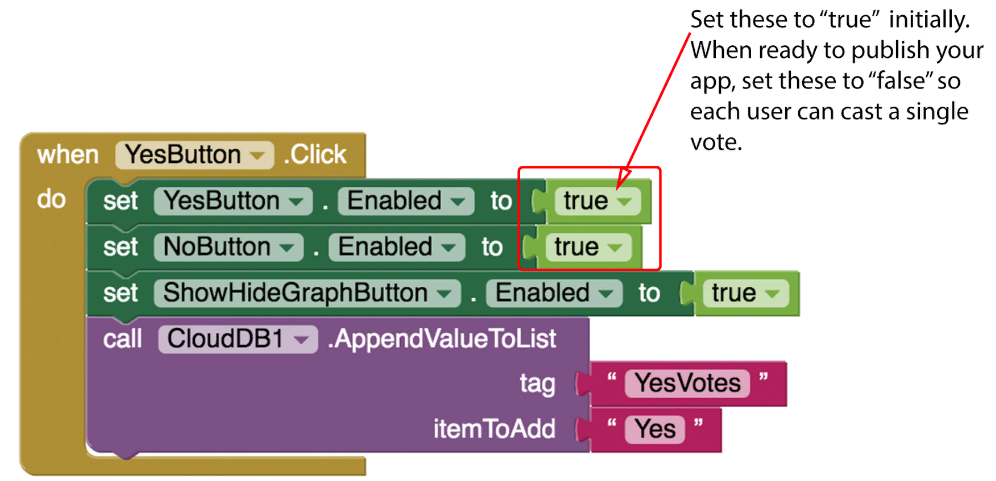 Set these to “true” initially.
When ready to publish your
app, set these to “false” so
each user can cast a single
vote.
when YesButton .Click
do set YesButton . Enabled to true
set NoButton . Enabled to true
set ShowHideGraphButton . Enabled to true
call CloudDB1 .AppendValueToList
tag “ YesVotes ”
itemToAdd “ Yes ”